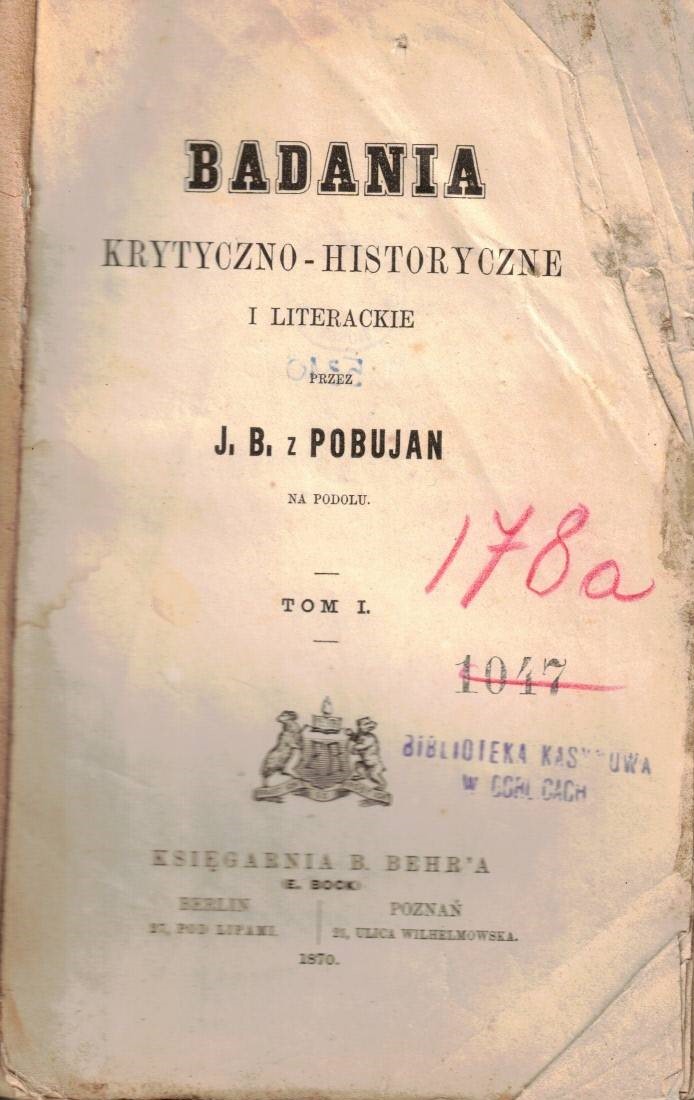 BADANIA
KRYTYCZNO-HISTORYCZNE
I LITERACKIE
PRZEZ
J. B. z POBUJAN
NA PODOLU.
178a
TOM I.
1047
BIBLIOTEKA
W
KSIĘGARNIA B. BEHR'A
(E. BOCK)
BERLIN
POZNAŃ
27, POD LIPAMI.
21, ULICA WILHELMOWSKA.
1870.